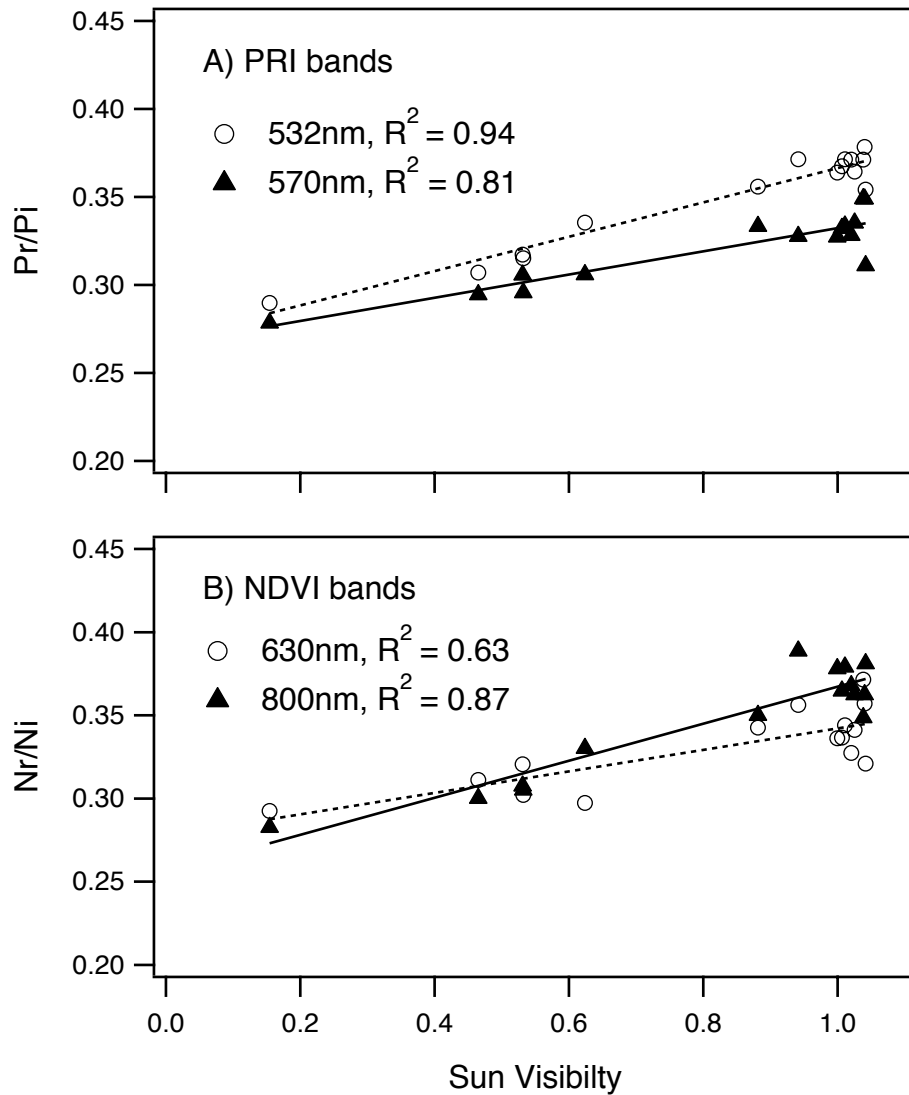 0.45
A) PRI bands
0.40
532nm, R² = 0.94
570nm, R² = 0.81
0.35
Pr/Pi
0.30
0.25
0.20
0.45
B) NDVI bands
0.40
630nm, R² = 0.63
800nm, R² = 0.87
0.35
Nr/Ni
0.30
0.25
0.20
0.0 0.2 0.4 0.6 0.8 1.0
Sun Visibilty